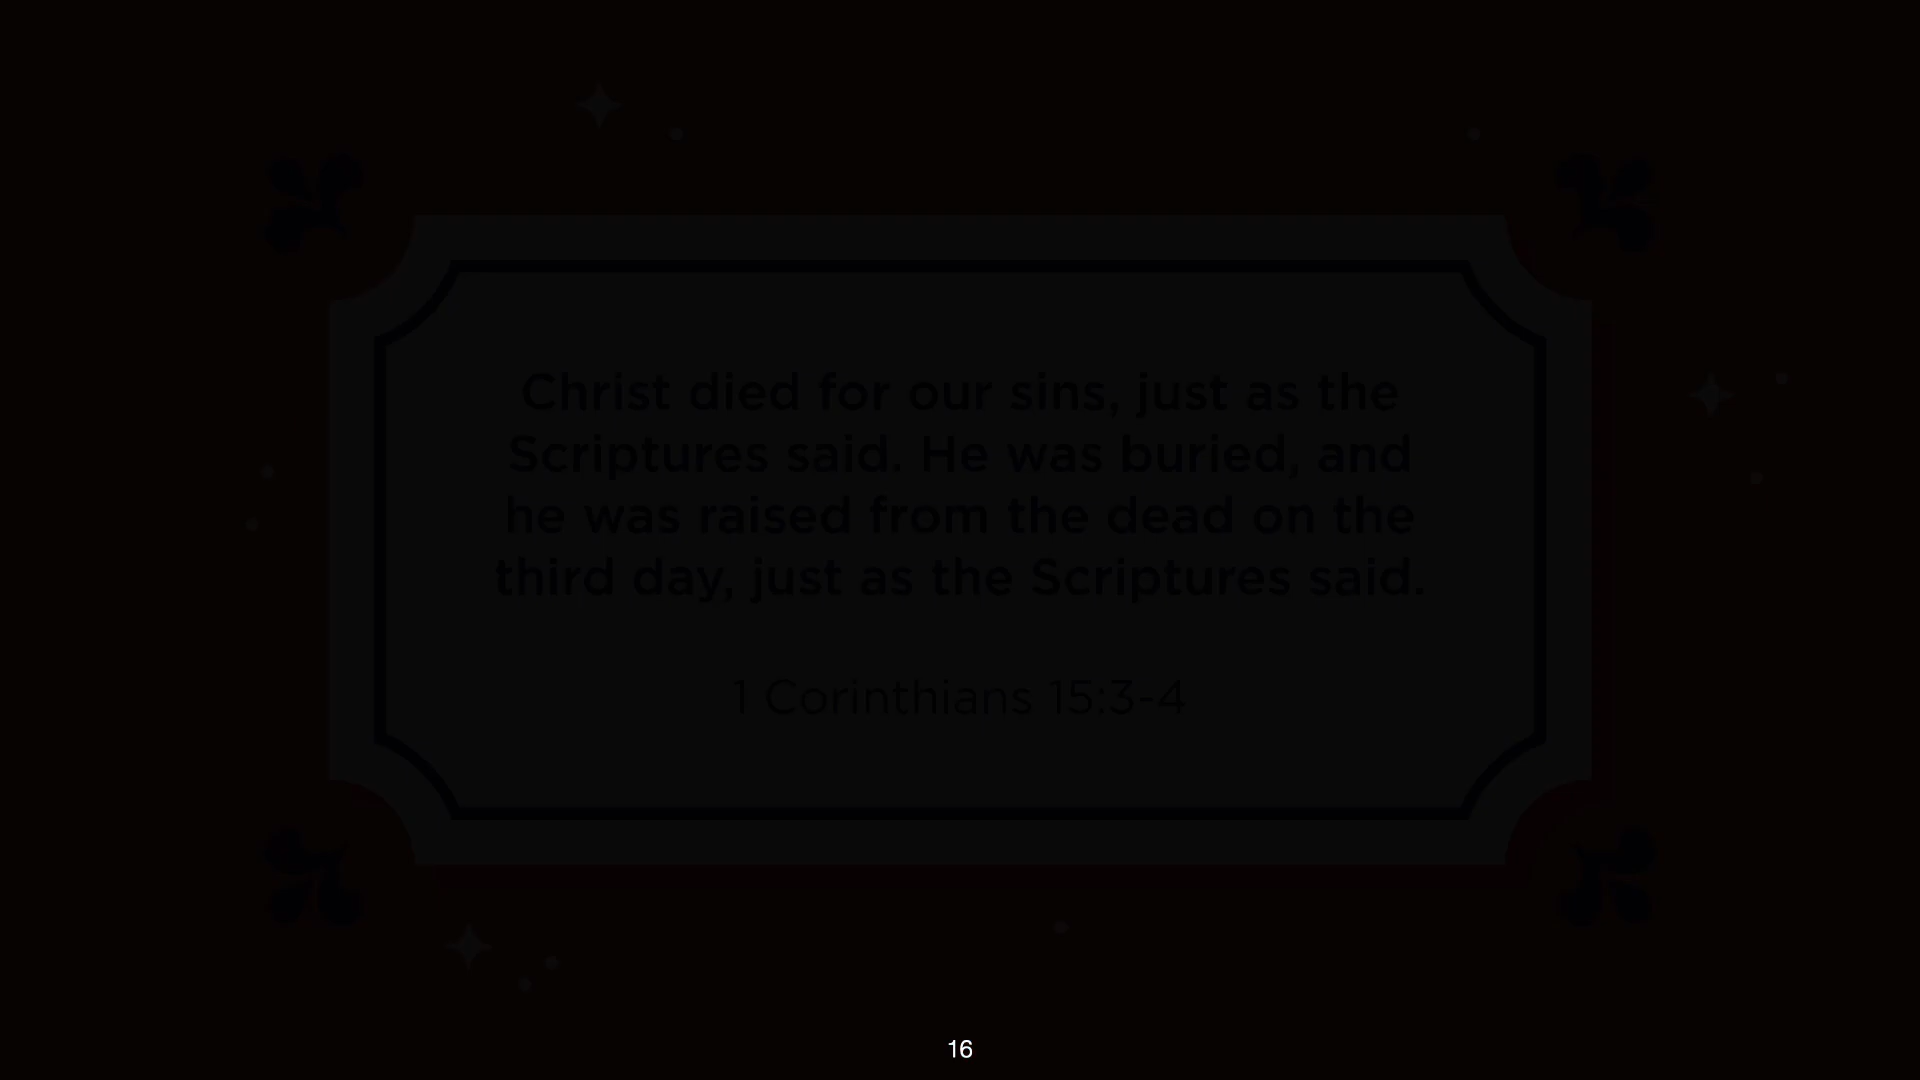 Christ died for our sins, just as the
Scriptures said. He was buried, and
he was raised from the dead on the
third day, just as the Scriptures said.
1 Corinthians 15:3-4
16